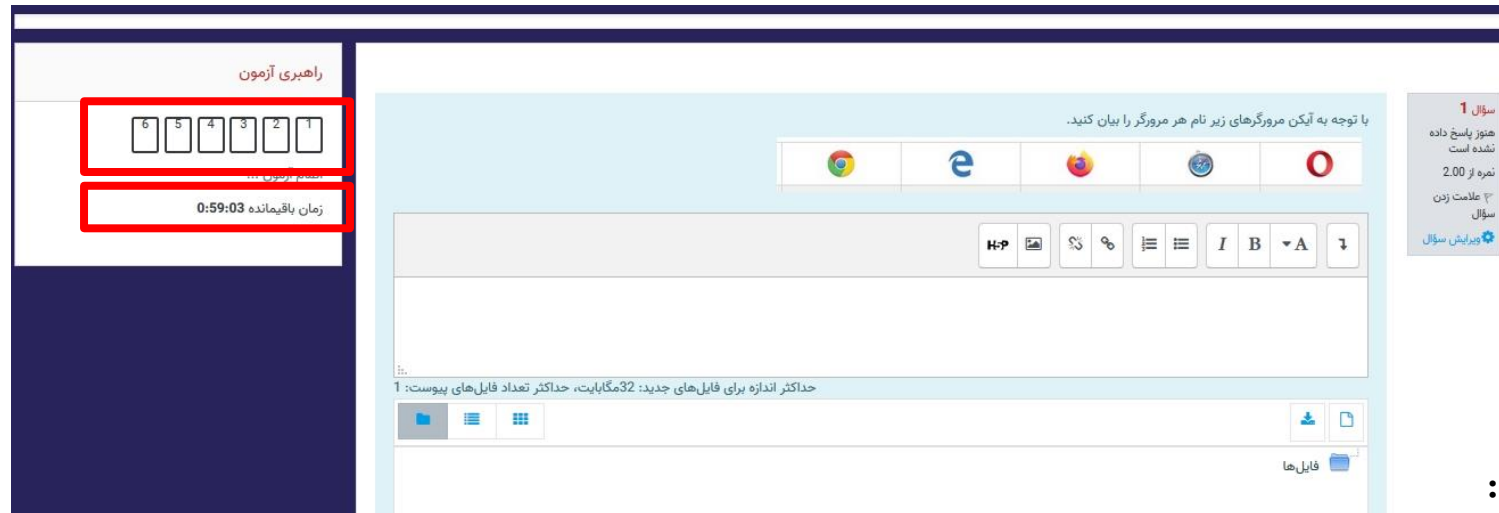 راهبری آزمون
1 2 3 4 5 6
اتمام آزمون ...
زمان باقیمانده 0:59:03
سؤال 1
هنوز پاسخ داده
نشده است
نمره از 2.00
علامت زدن
سؤال
ویرایش سؤال
با توجه به آیکن مرورگرهای زیر نام هر مرورگر را بیان کنید.
A B I H-P
حداکثر اندازه برای فایل‌های جدید: 32مگابایت، حداکثر تعداد فایل‌های پیوست: 1
فایل‌ها
: